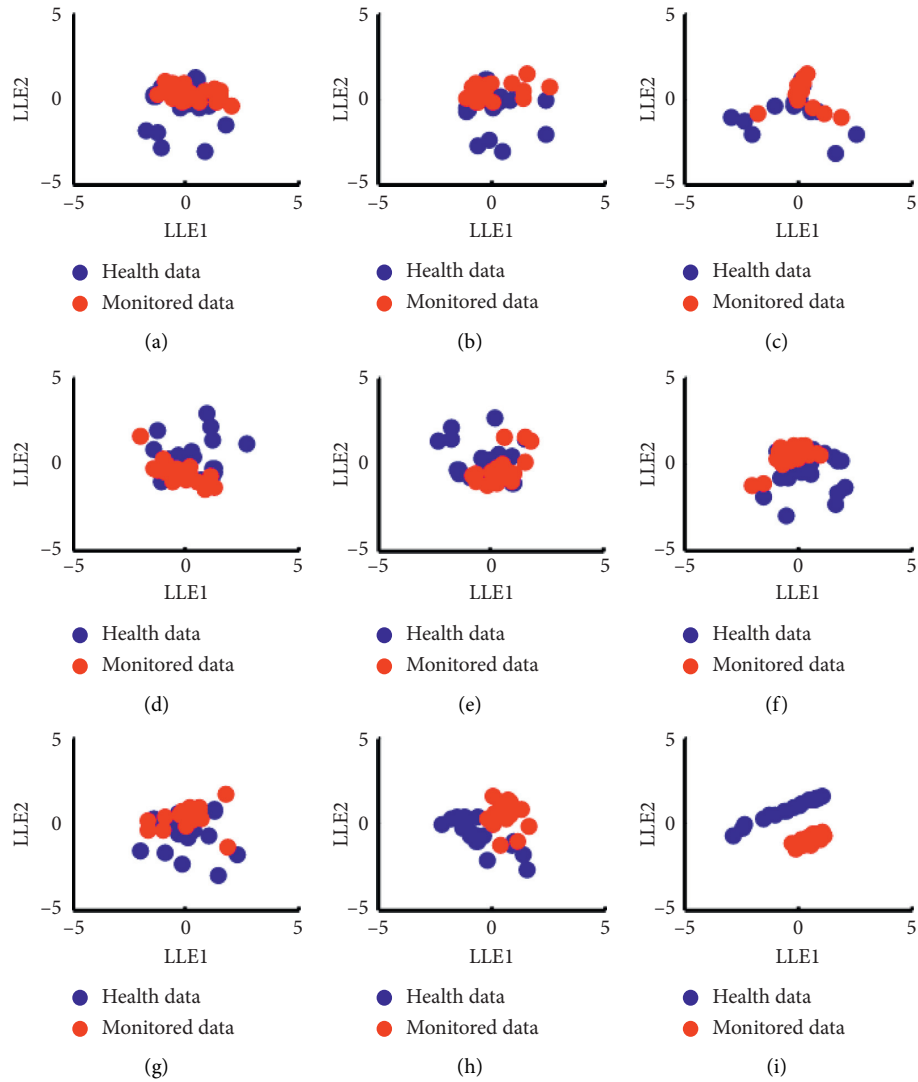 5
5
5
LLE2
LLE2
LLE2
0
0
0
−5
−5
−5
−5 0 5
−5 0 5
−5 0 5
LLE1
LLE1
LLE1
Health data
Health data
Health data
Monitored data
Monitored data
Monitored data
(a)
(b)
(c)
5
5
5
LLE2
LLE2
LLE2
0
0
0
−5
−5
−5
−5 0 5
−5 0 5
−5 0 5
LLE1
LLE1
LLE1
Health data
Health data
Health data
Monitored data
Monitored data
Monitored data
(d)
(e)
(f)
5
5
5
LLE2
LLE2
LLE2
0
0
0
−5
−5
−5
−5 0 5
−5 0 5
−5 0 5
LLE1
LLE1
LLE1
Health data
Health data
Health data
Monitored data
Monitored data
Monitored data
(g)
(h)
(i)